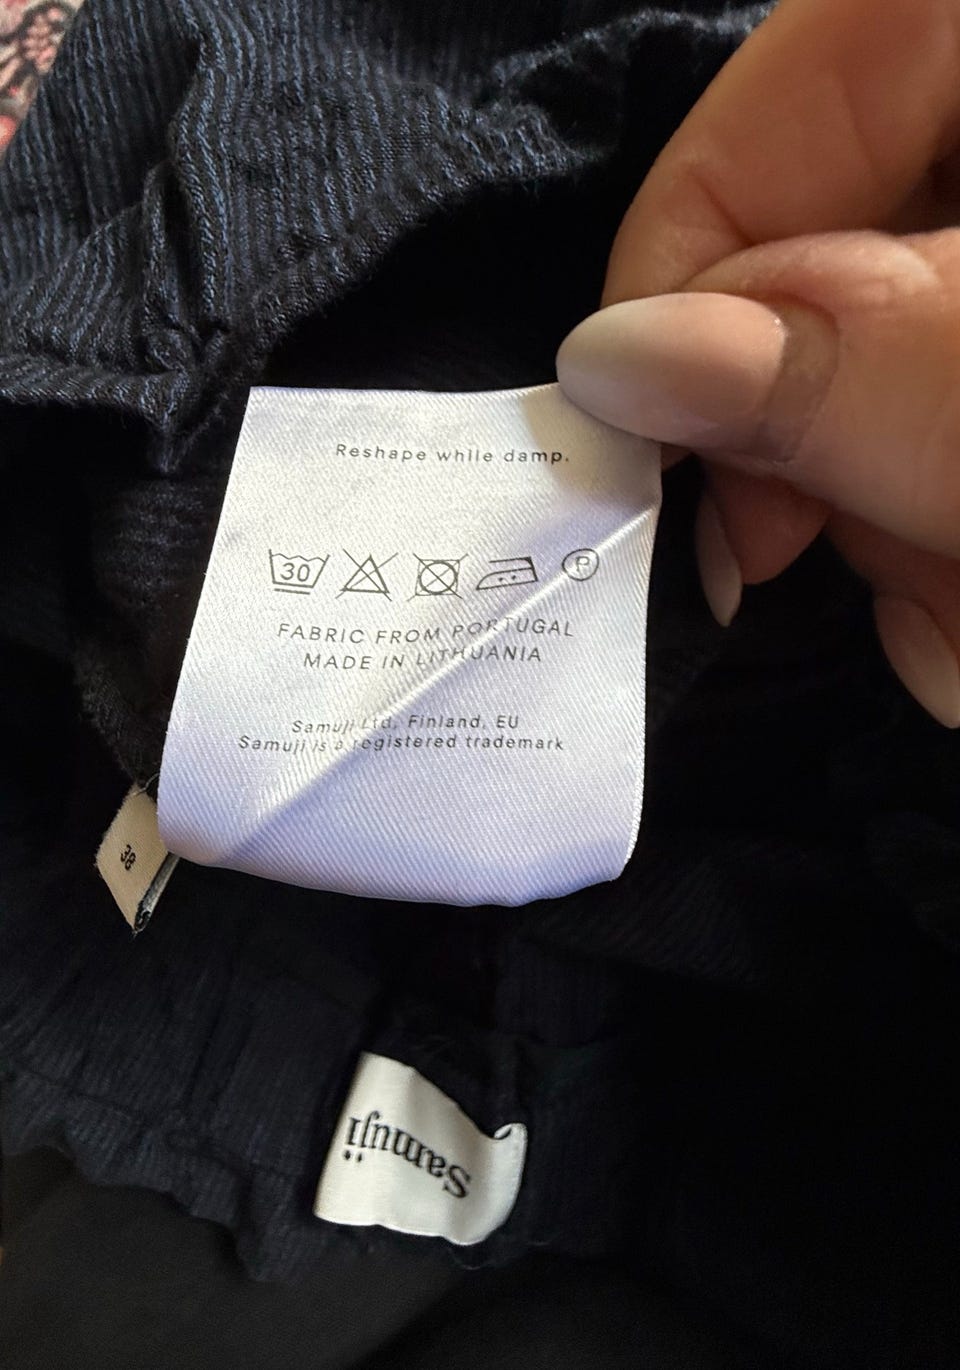 Reshape while damp.
30
P
FABRIC FROM PORTUGAL
MADE IN LITHUANIA
Samuji Ltd, Finland, EU
Samuji is a registered trademark
38
Samuji